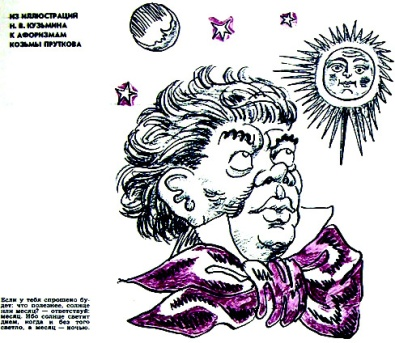 ИЗ ИЛЛЮСТРАЦИЙ
Н. В. КУЗЬМИНА
К АФОРИЗМАМ
КОЗЬМЫ ПРУТКОВА
Если у тебя спрошено бу-
дет: что полезнее, солнце
или месяц? — ответствуй:
месяц. Ибо солнце светит
днем, когда и без того
светло, а месяц — ночью.